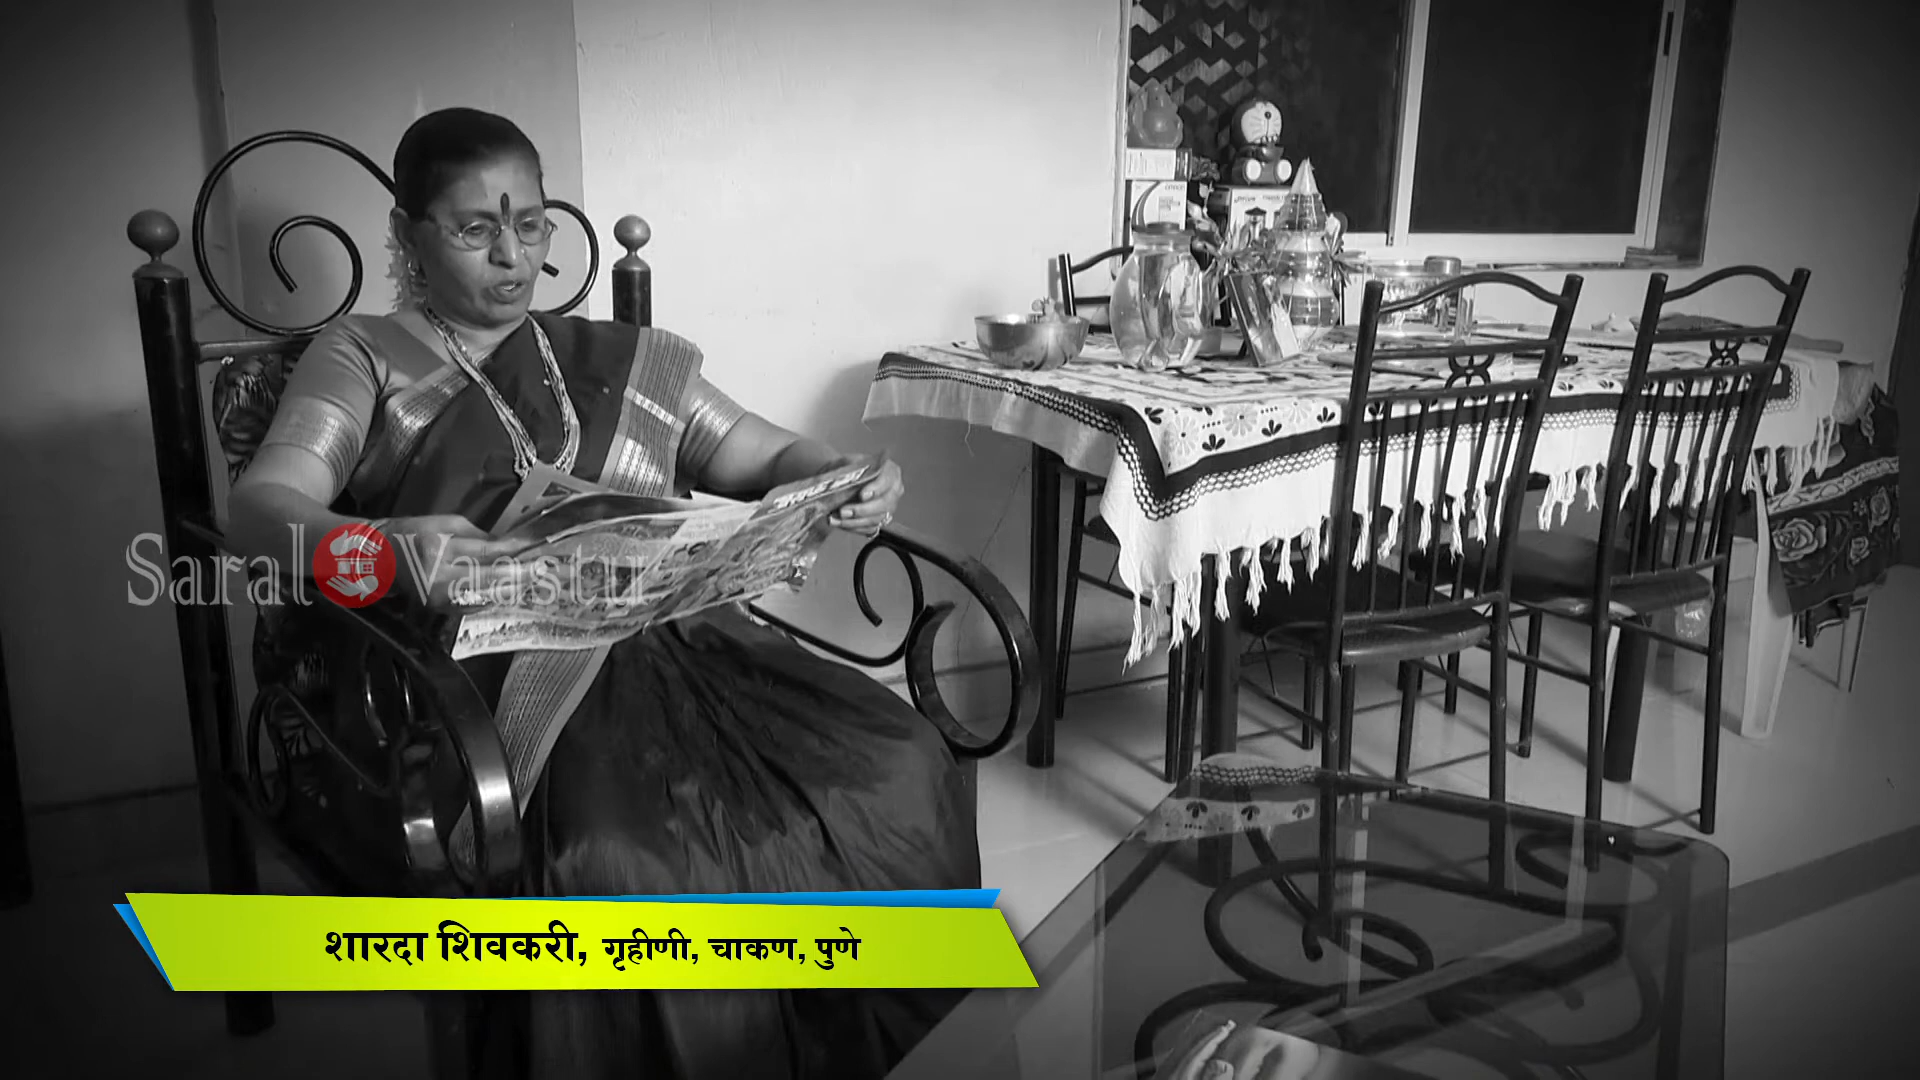 Saral Vaastu
शारदा शिवकरी, गृहीणी, चाकण, पुणे